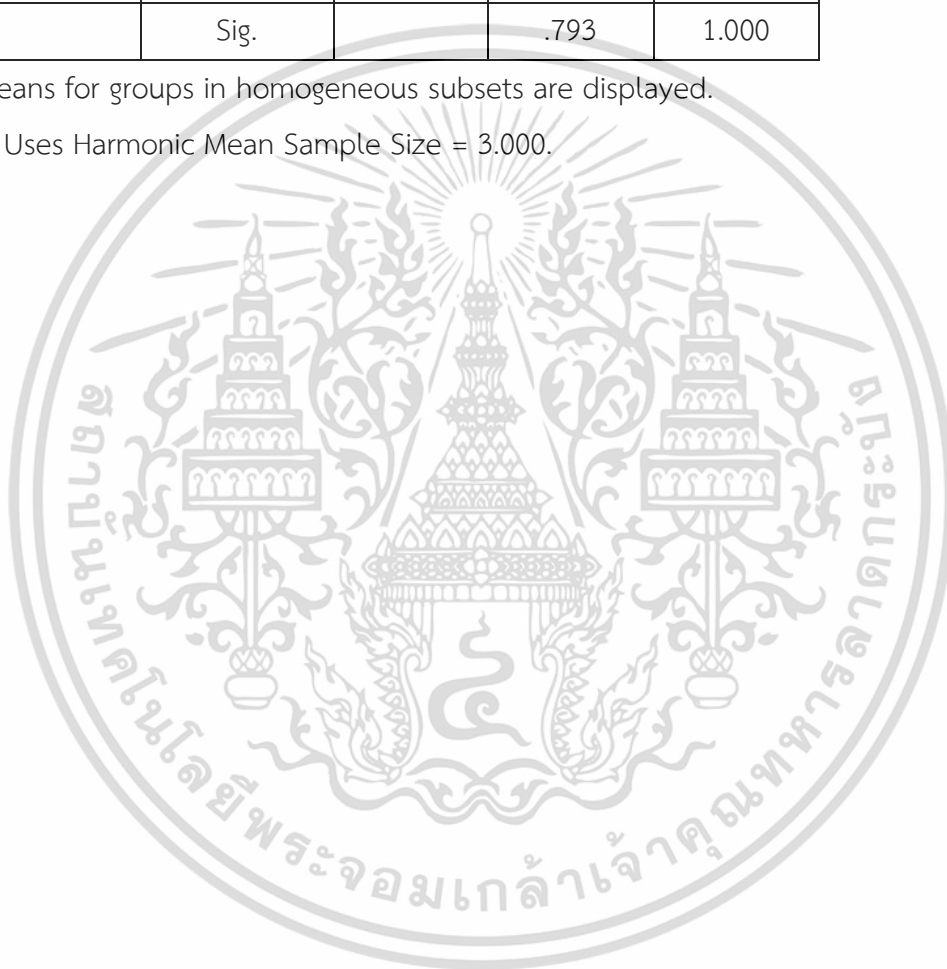 Sig. .793 1.000
eans for groups in homogeneous subsets are displayed.
Uses Harmonic Mean Sample Size = 3.000.
๔
สถาบันเทคโนโลยีพระจอมเกล้าเจ้าคุณทหารลาดกระบัง